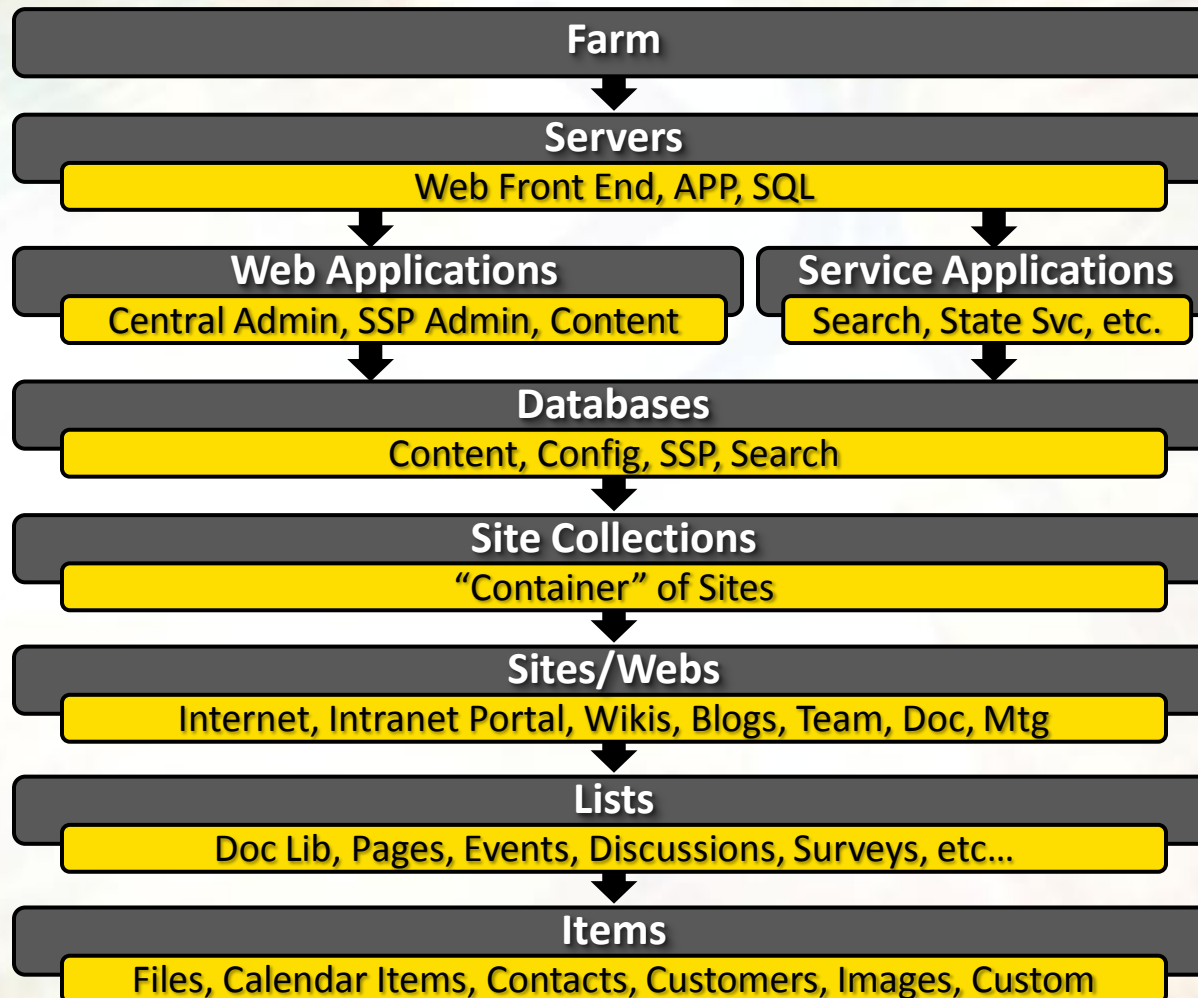 Farm
Servers
Web Front End, APP, SQL
Web Applications
Central Admin, SSP Admin, Content
Service Applications
Search, State Svc, etc.
Databases
Content, Config, SSP, Search
Site Collections
“Container” of Sites
Sites/Webs
Internet, Intranet Portal, Wikis, Blogs, Team, Doc, Mtg
Lists
Doc Lib, Pages, Events, Discussions, Surveys, etc…
Items
Files, Calendar Items, Contacts, Customers, Images, Custom